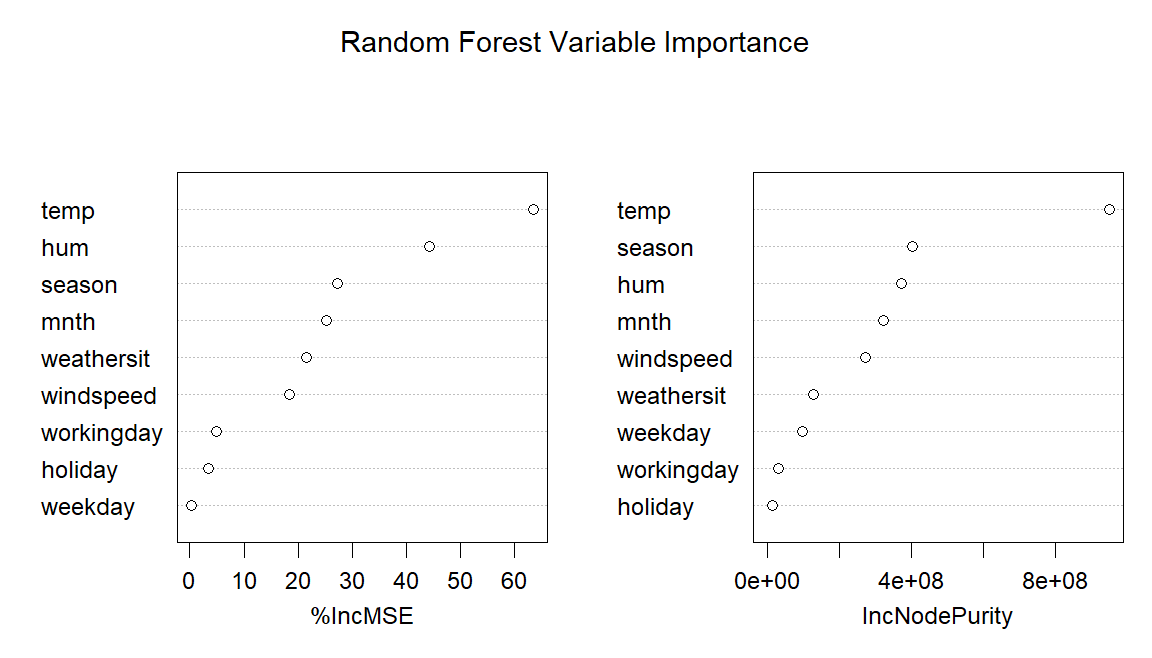 Random Forest Variable Importance
temp
hum
season
mnth
weathersit
windspeed
workingday
holiday
weekday
0 10 20 30 40 50 60
%IncMSE
temp
season
hum
mnth
windspeed
weathersit
weekday
workingday
holiday
0e+00 4e+08 8e+08
IncNodePurity